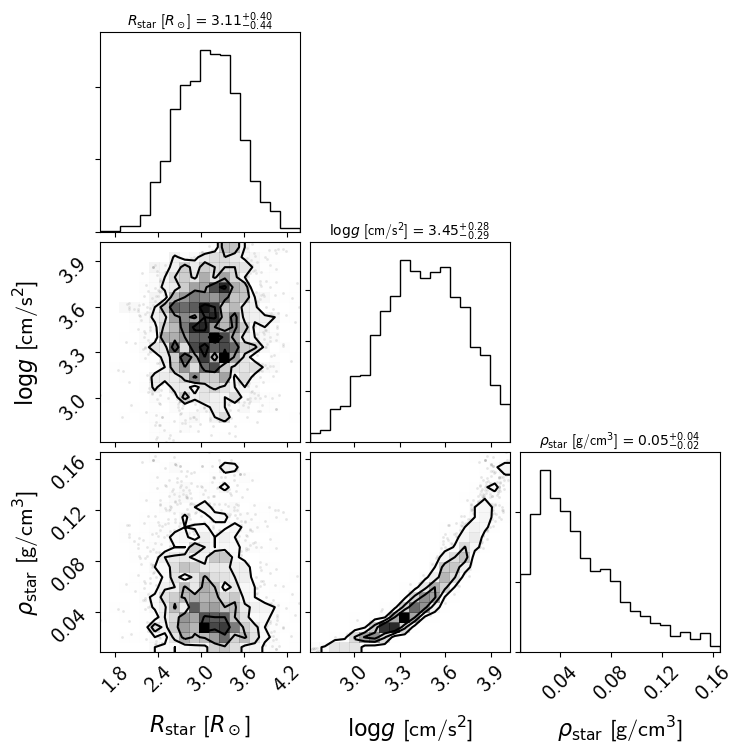 R_star [R_⊙] = 3.11^{+0.40}_{−0.44}
logg [cm/s²] = 3.45^{+0.28}_{−0.29}
logg [cm/s²]
3.9
3.6
3.3
3.0
ρ_star [g/cm³] = 0.05^{+0.04}_{−0.02}
ρ_star [g/cm³]
0.16
0.12
0.08
0.04
1.8 2.4 3.0 3.6 4.2 3.0 3.3 3.6 3.9 0.04 0.08 0.12 0.16
R_star [R_⊙] logg [cm/s²] ρ_star [g/cm³]